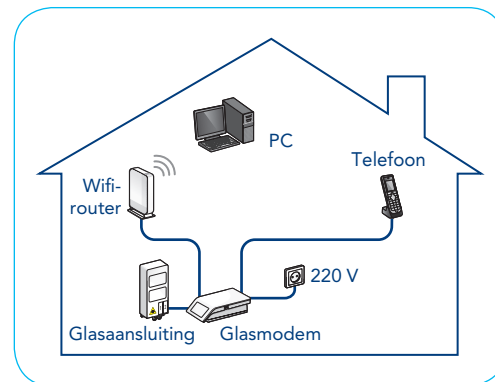 PC
Telefoon
Wifi-
router
220 V
Glasaansluiting
Glasmodem